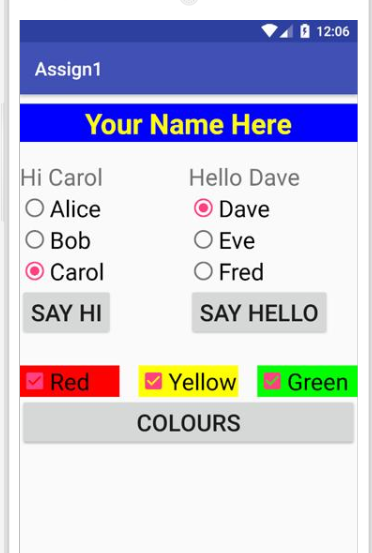 12:06
Assign1
Your Name Here
Hi Carol Hello Dave
Alice Dave
Bob Eve
Carol Fred
SAY HI SAY HELLO
Red Yellow Green
COLOURS